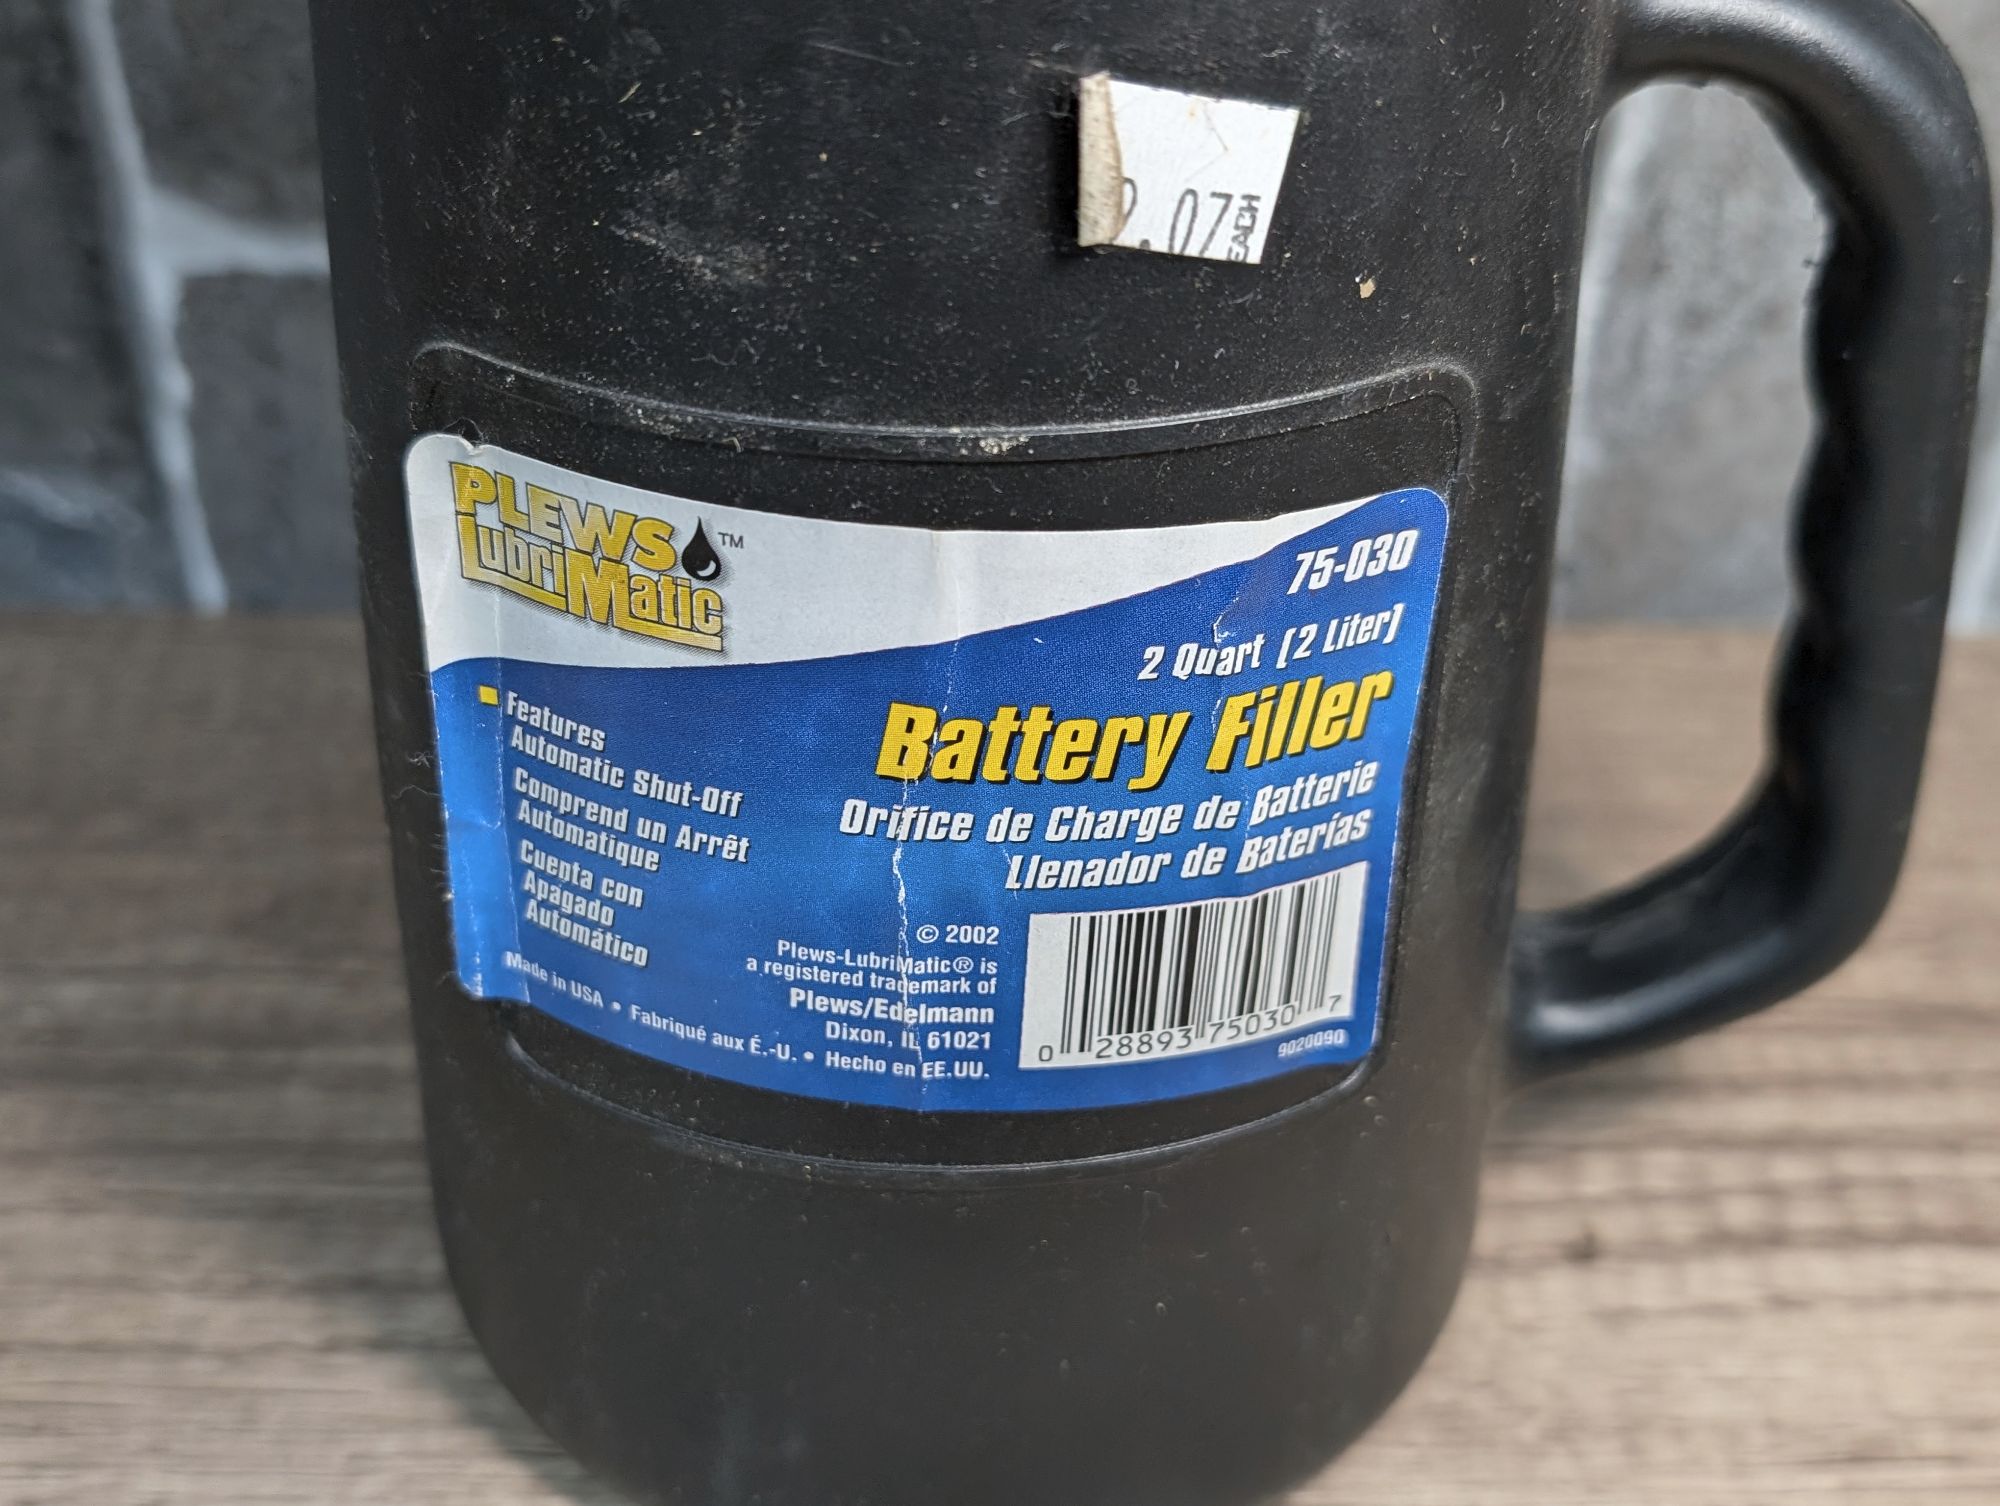 .07
EACH
PLEWS
LubriMatic™
75-030
2 Quart (2 Liter)
Battery Filler
Orifice de Charge de Batterie
Llenador de Baterías
Features
Automatic Shut-Off
Comprend un Arrêt
Automatique
Cuenta con
Apagado
Automático
Made in USA • Fabriqué aux É.-U. • Hecho en EE.UU.
© 2002
Plews-LubriMatic® is
a registered trademark of
Plews/Edelmann
Dixon, IL 61021
0 28893 75030 7
9020090